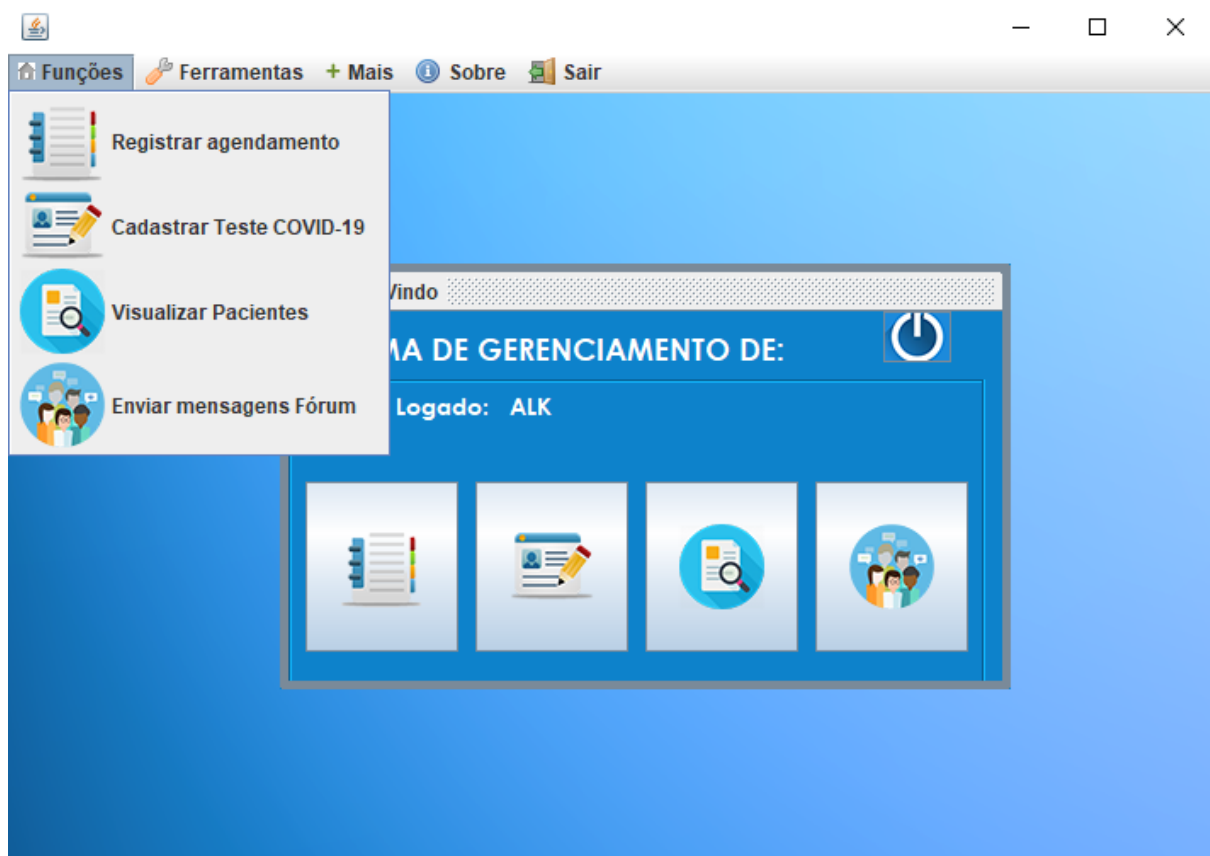 Funções Ferramentas + Mais Sobre Sair
Registrar agendamento
Cadastrar Teste COVID-19
Visualizar Pacientes
Enviar mensagens Fórum
Vindo
DE GERENCIAMENTO DE:
Logado: ALK